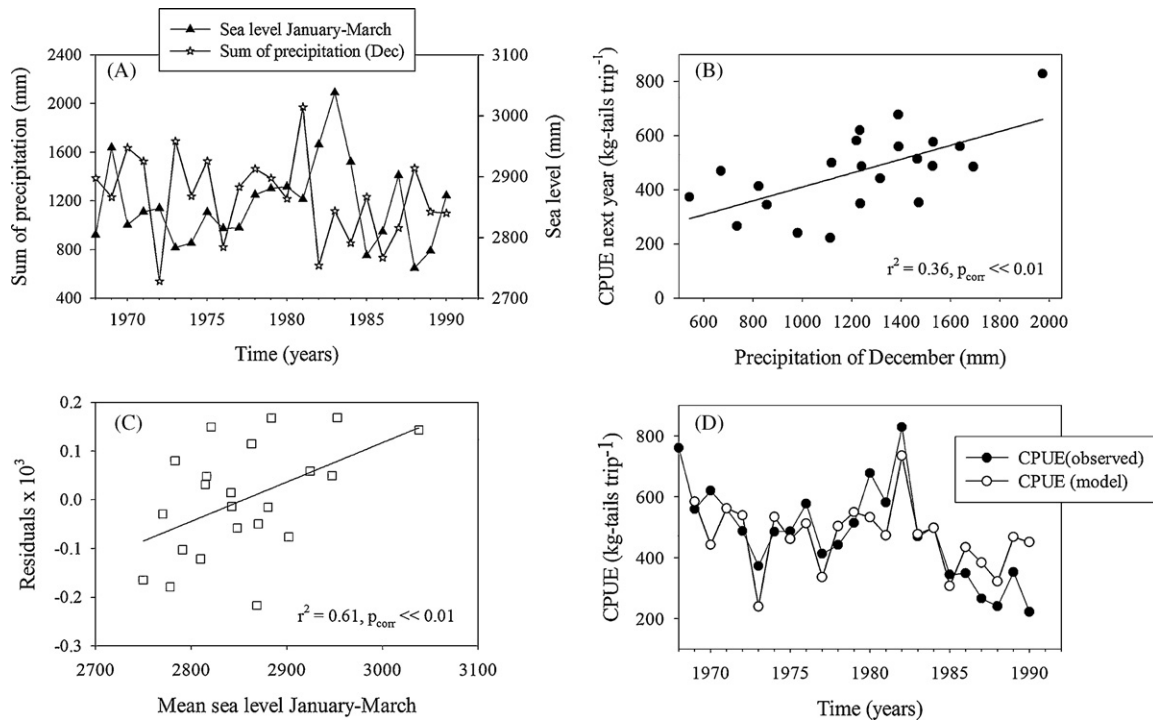 Sea level January-March
Sum of precipitation (Dec)
(A)
2400
2000
1600
1200
800
400
Sum of precipitation (mm)
3100
3000
2900
2800
2700
Sea level (mm)
1970 1975 1980 1985 1990
Time (years)
(B)
800
600
400
200
0
CPUE next year (kg-tails trip⁻¹)
r² = 0.36, p_corr << 0.01
600 800 1000 1200 1400 1600 1800 2000
Precipitation of December (mm)
(C)
0.2
0.1
0.0
-0.1
-0.2
-0.3
Residuals x 10³
r² = 0.61, p_corr << 0.01
2700 2800 2900 3000 3100
Mean sea level January-March
(D)
CPUE(observed)
CPUE (model)
800
600
400
200
CPUE (kg-tails trip⁻¹)
1970 1975 1980 1985 1990
Time (years)